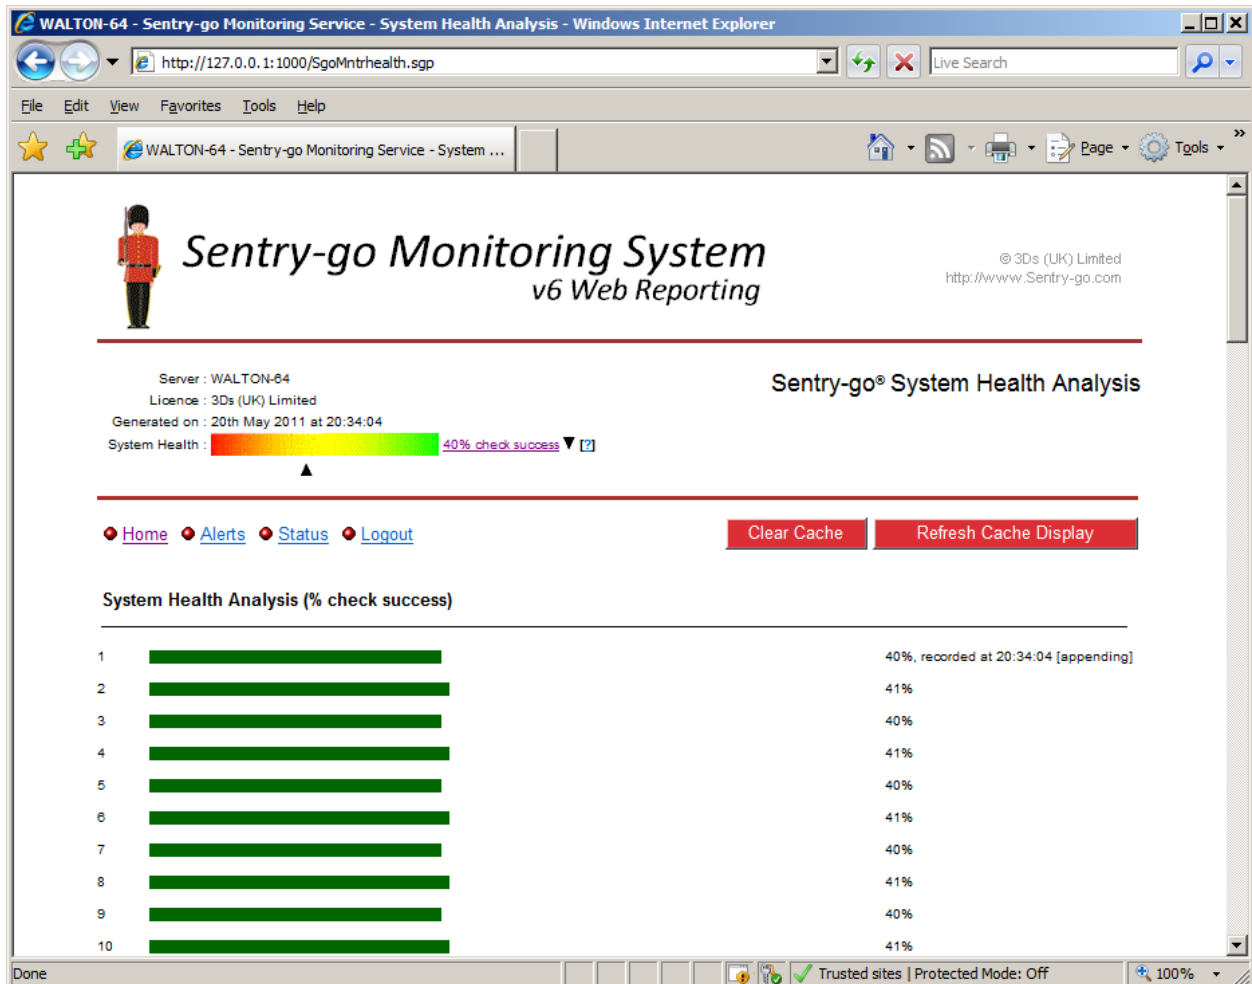 WALTON-64 - Sentry-go Monitoring Service - System Health Analysis - Windows Internet Explorer
http://127.0.0.1:1000/SgoMntrhealth.sgp
Live Search
File Edit View Favorites Tools Help
WALTON-64 - Sentry-go Monitoring Service - System ...
Page Tools »
Sentry-go Monitoring System
v6 Web Reporting
© 3Ds (UK) Limited
http://www.Sentry-go.com
Server : WALTON-64
Sentry-go® System Health Analysis
Licence : 3Ds (UK) Limited
Generated on : 20th May 2011 at 20:34:04
System Health : 40% check success [?]
Home Alerts Status Logout
Clear Cache Refresh Cache Display
System Health Analysis (% check success)
1 40%, recorded at 20:34:04 [appending]
2 41%
3 40%
4 41%
5 40%
6 41%
7 40%
8 41%
9 40%
10 41%
Done
Trusted sites | Protected Mode: Off
100%